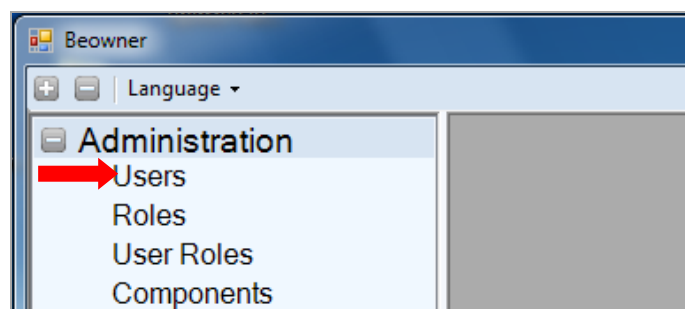 Beowner
Language
Administration
Users
Roles
User Roles
Components